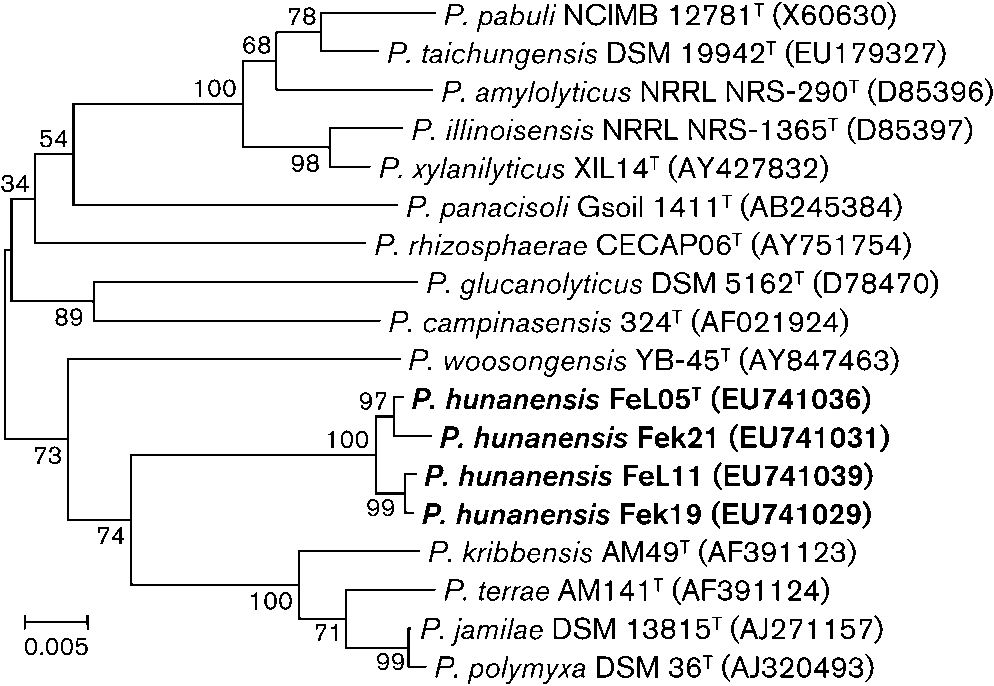 78 P. pabuli NCIMB 12781ᵀ (X60630)
P. taichungensis DSM 19942ᵀ (EU179327)
68
100 P. amylolyticus NRRL NRS-290ᵀ (D85396)
P. illinoisensis NRRL NRS-1365ᵀ (D85397)
54
98 P. xylanilyticus XIL14ᵀ (AY427832)
34
P. panacisoli Gsoil 1411ᵀ (AB245384)
P. rhizosphaerae CECAP06ᵀ (AY751754)
P. glucanolyticus DSM 5162ᵀ (D78470)
89 P. campinasensis 324ᵀ (AF021924)
P. woosongensis YB-45ᵀ (AY847463)
97 P. hunanensis FeL05ᵀ (EU741036)
100 P. hunanensis Fek21 (EU741031)
73
P. hunanensis FeL11 (EU741039)
99 P. hunanensis Fek19 (EU741029)
74
P. kribbensis AM49ᵀ (AF391123)
100 P. terrae AM141ᵀ (AF391124)
71 P. jamilae DSM 13815ᵀ (AJ271157)
99 P. polymyxa DSM 36ᵀ (AJ320493)
0.005